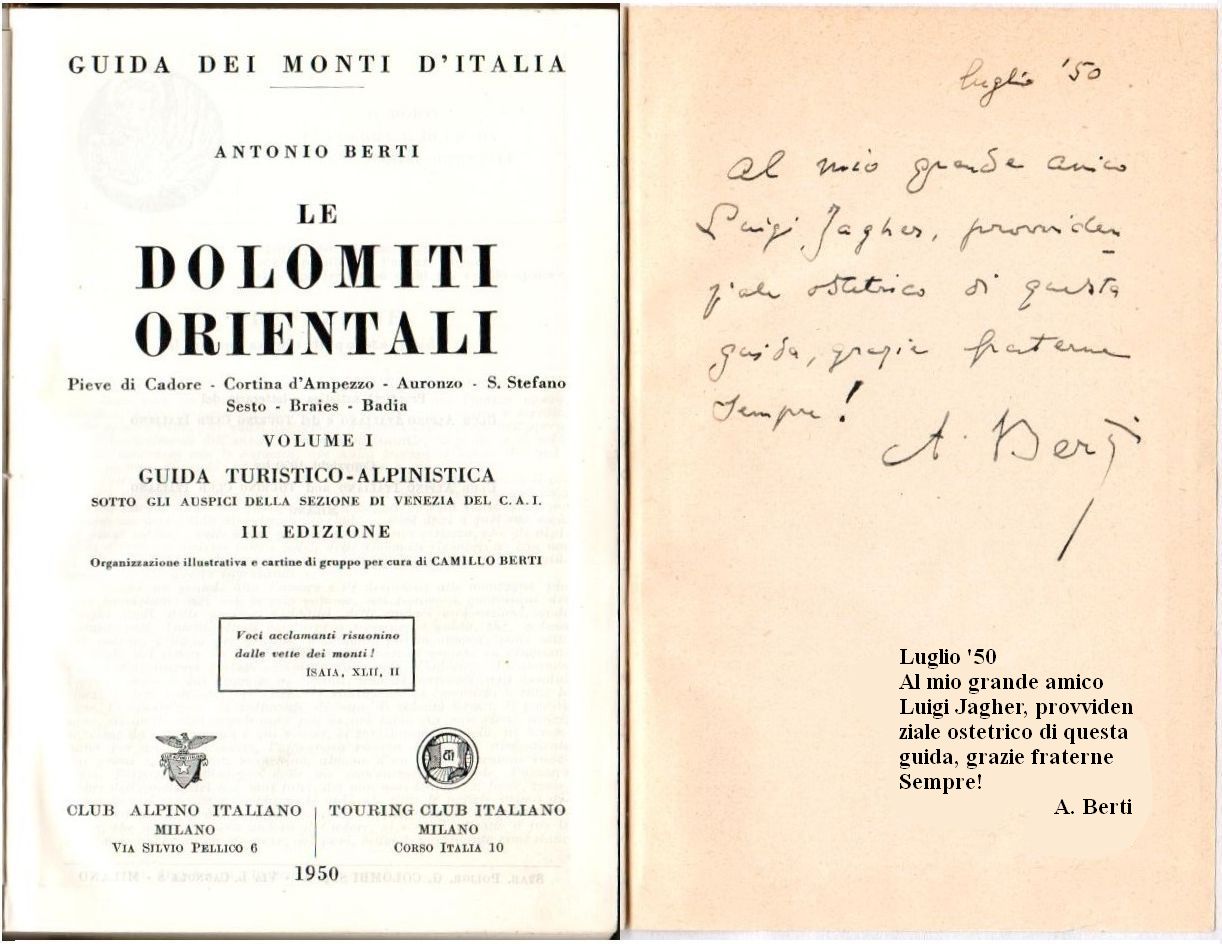 GUIDA DEI MONTI D'ITALIA
ANTONIO BERTI
LE
DOLOMITI
ORIENTALI
Pieve di Cadore - Cortina d'Ampezzo - Auronzo - S. Stefano
Sesto - Braies - Badia
VOLUME I
GUIDA TURISTICO-ALPINISTICA
SOTTO GLI AUSPICI DELLA SEZIONE DI VENEZIA DEL C.A.I.
III EDIZIONE
Organizzazione illustrativa e cartine di gruppo per cura di CAMILLO BERTI
Voci acclamanti risuonino
dalle vette dei monti!
ISAIA, XLII, II
CLUB ALPINO ITALIANO
MILANO
VIA SILVIO PELLICO 6
TOURING CLUB ITALIANO
MILANO
CORSO ITALIA 10
1950
luglio '50
Al mio grande amico
Luigi Jagher, provviden
ziale ostetrico di questa
guida, grazie fraterne
sempre!
A. Berti
Luglio '50
Al mio grande amico
Luigi Jagher, provviden
ziale ostetrico di questa
guida, grazie fraterne
Sempre!
A. Berti